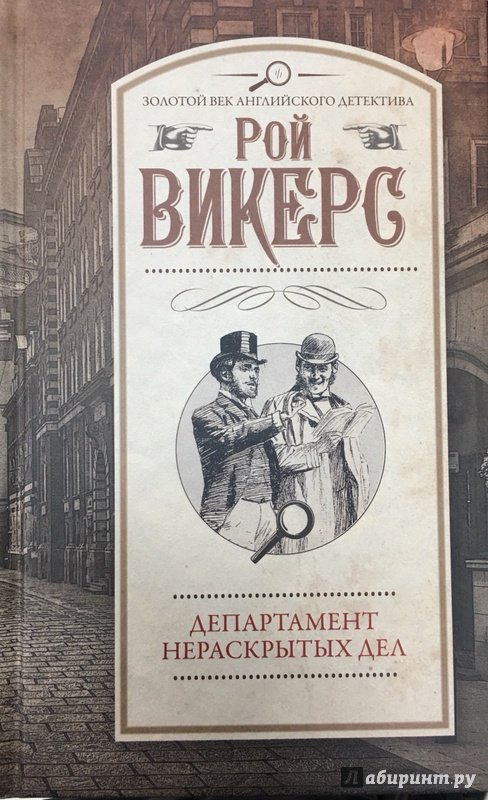 ЗОЛОТОЙ ВЕК АНГЛИЙСКОГО ДЕТЕКТИВА
РОЙ
ВИКЕРС
ДЕПАРТАМЕНТ
НЕРАСКРЫТЫХ ДЕЛ
Лабиринт.ру